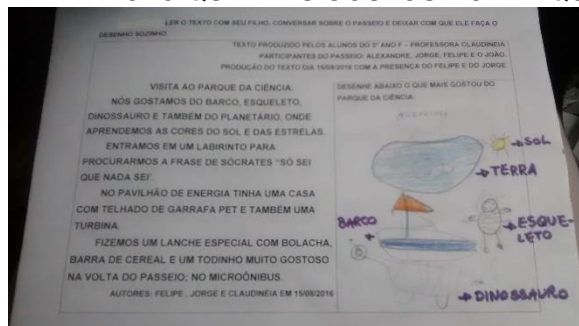 LER O TEXTO COM SEU FILHO, CONVERSAR SOBRE O PASSEIO E DEIXAR COM QUE ELE FAÇA O
DESENHO SOZINHO.
TEXTO PRODUZIDO PELOS ALUNOS DO 2º ANO F - PROFESSORA CLAUDINEIA
PARTICIPANTES DO PASSEIO: ALEXANDRE, JORGE, FELIPE E O JOÃO.
PRODUÇÃO DO TEXTO DIA 15/08/2016 COM A PRESENÇA DO FELIPE E DO JORGE.
VISITA AO PARQUE DA CIÊNCIA.
NÓS GOSTAMOS DO BARCO, ESQUELETO,
DINOSSAURO E TAMBÉM DO PLANETÁRIO, ONDE
APRENDEMOS AS CORES DO SOL E DAS ESTRELAS.
ENTRAMOS EM UM LABIRINTO PARA
PROCURARMOS A FRASE DE SÓCRATES "SÓ SEI
QUE NADA SEI".
NO PAVILHÃO DE ENERGIA TINHA UMA CASA
COM TELHADO DE GARRAFA PET E TAMBÉM UMA
TURBINA.
FIZEMOS UM LANCHE ESPECIAL COM BOLACHA,
BARRA DE CEREAL E UM TODINHO MUITO GOSTOSO
NA VOLTA DO PASSEIO; NO MICROÔNIBUS.
AUTORES: FELIPE, JORGE E CLAUDINÉIA EM 15/08/2016
DESENHE ABAIXO O QUE MAIS GOSTOU DO
PARQUE DA CIÊNCIA:
SOL
TERRA
BARCO
ESQUE-
LETO
DINOSSAURO